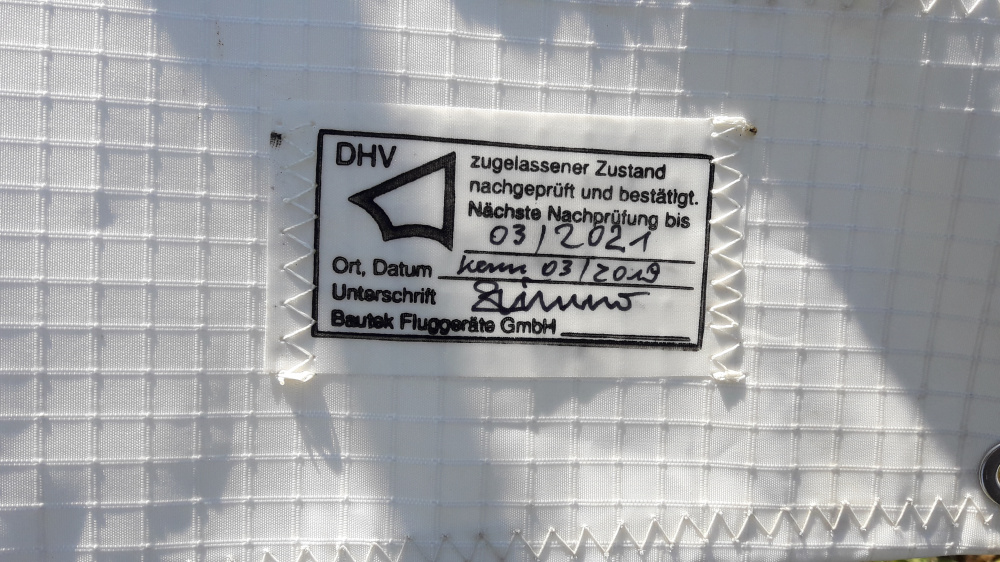 DHV
zugelassener Zustand
nachgeprüft und bestätigt.
Nächste Nachprüfung bis
03/2021
Ort, Datum Kenn, 03/2019
Unterschrift
Bautek Fluggeräte GmbH